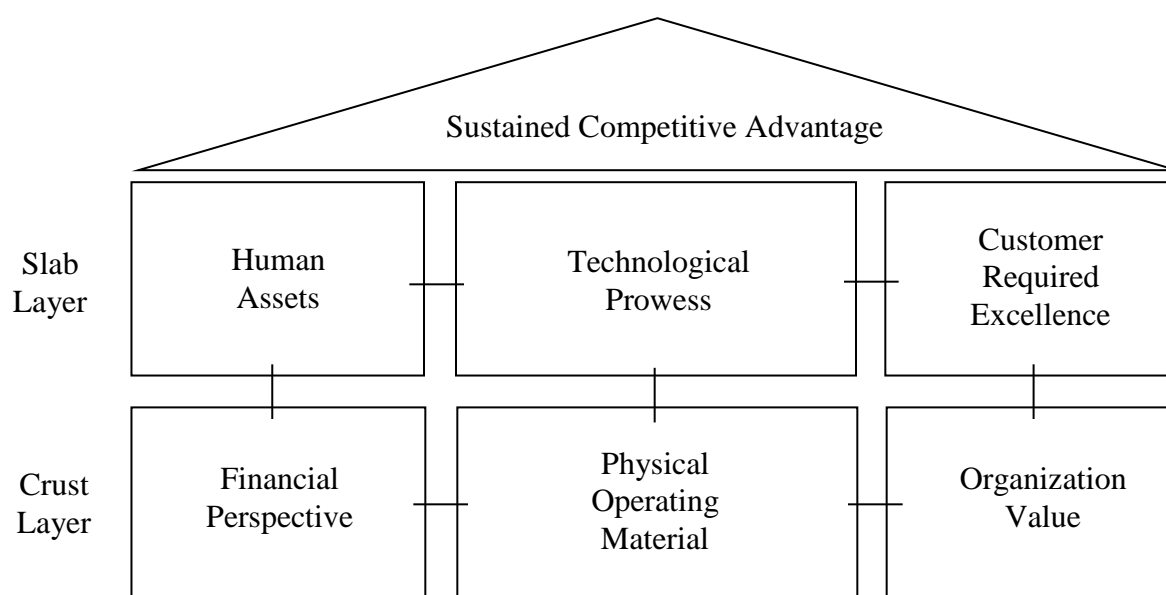 Sustained Competitive Advantage
Slab
Layer
Human
Assets
Technological
Prowess
Customer
Required
Excellence
Crust
Layer
Financial
Perspective
Physical
Operating
Material
Organization
Value